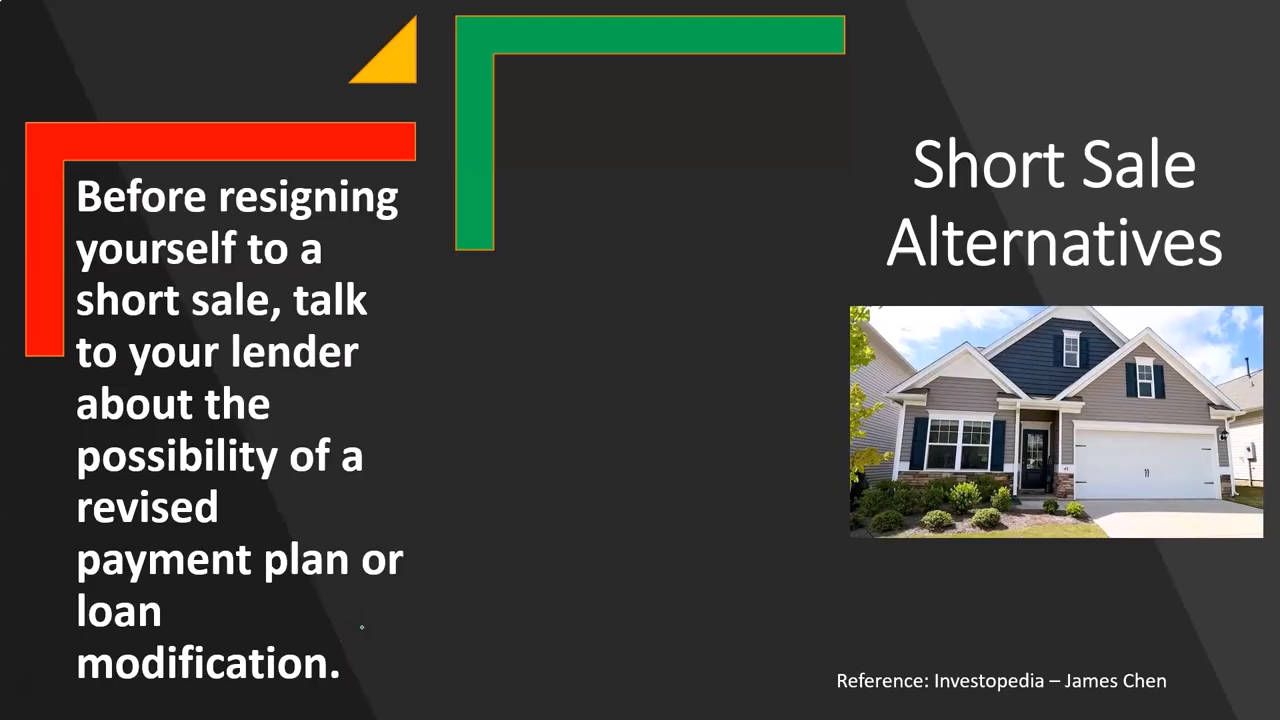 Before resigning
yourself to a
short sale, talk
to your lender
about the
possibility of a
revised
payment plan or
loan
modification.
Short Sale
Alternatives
Reference: Investopedia – James Chen